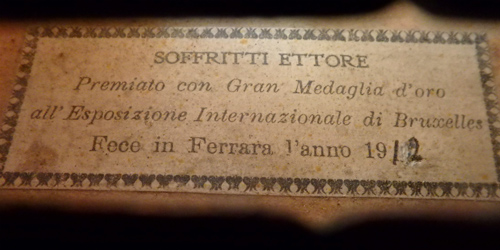 SOFFRITTI ETTORE
Premiato con Gran Medaglia d'oro
all'Esposizione Internazionale di Bruxelles
Fece in Ferrara l'anno 1912